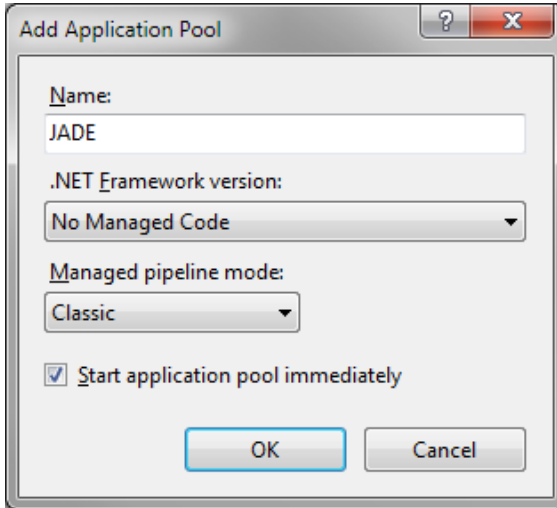 Add Application Pool
Name:
JADE
.NET Framework version:
No Managed Code
Managed pipeline mode:
Classic
Start application pool immediately
OK
Cancel